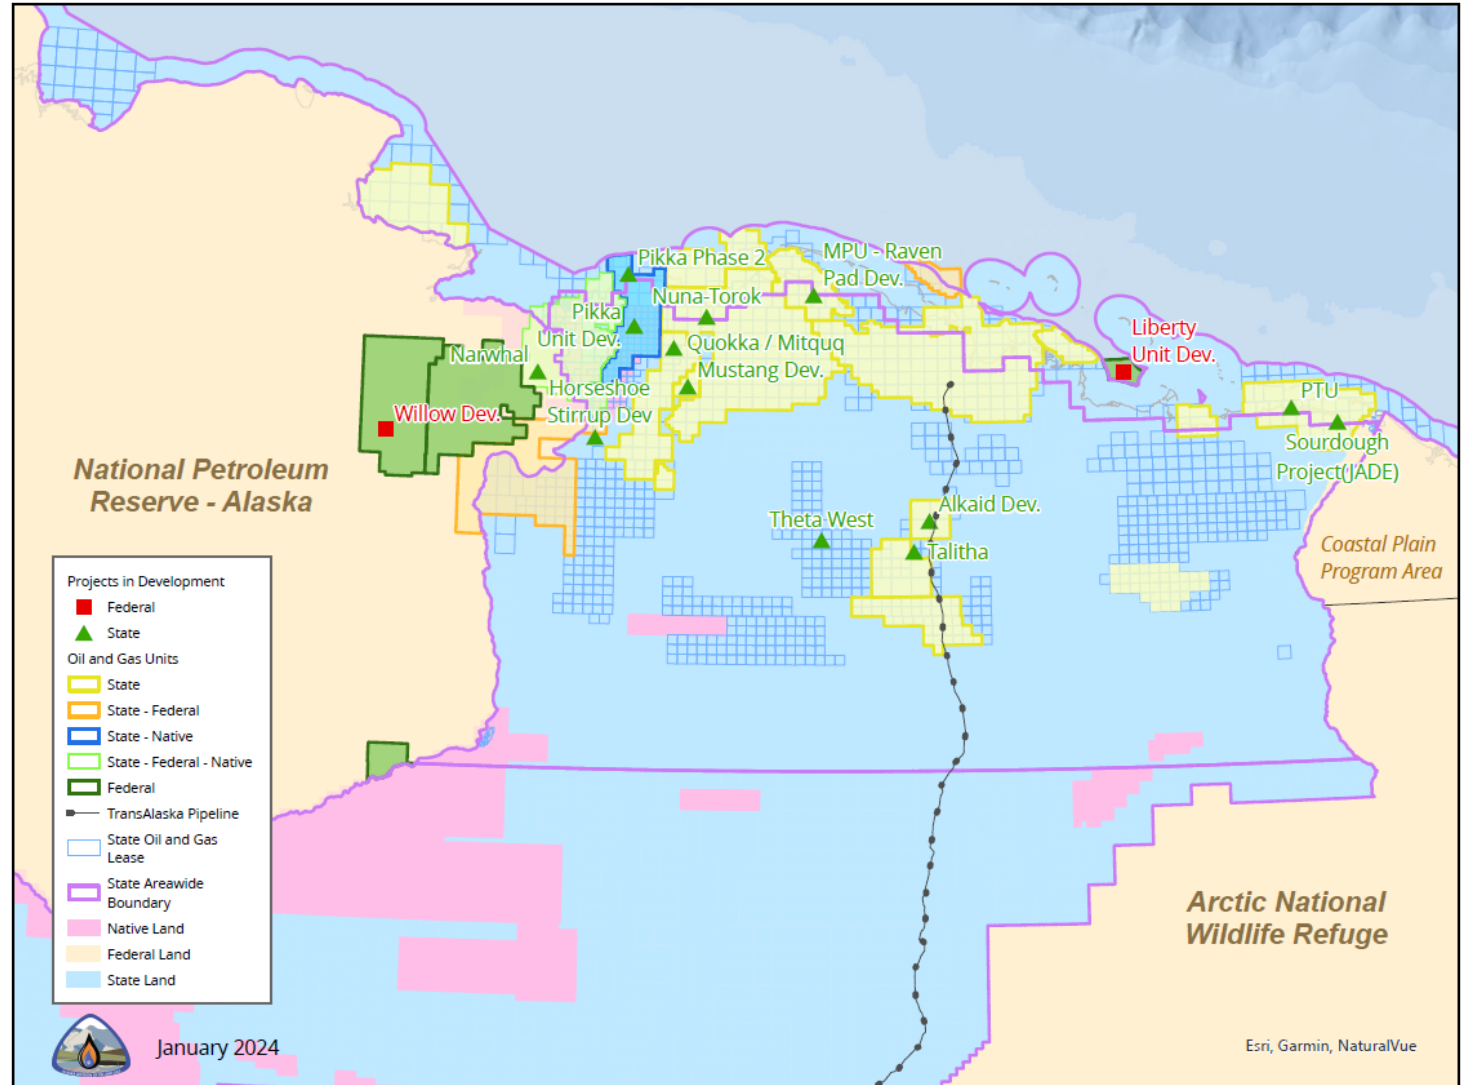 Pikka Phase 2
MPU - Raven
Pad Dev.
Nuna-Torok
Pikka
Unit Dev.
Liberty
Unit Dev.
Quokka / Mitquq
Narwhal
Mustang Dev.
Horseshoe
Stirrup Dev
PTU
Willow Dev.
Sourdough
Project(JADE)
National Petroleum
Reserve - Alaska
Alkaid Dev.
Theta West
Talitha
Coastal Plain
Program Area
Projects in Development
Federal
State
Oil and Gas Units
State
State - Federal
State - Native
State - Federal - Native
Federal
TransAlaska Pipeline
State Oil and Gas
Lease
State Areawide
Boundary
Native Land
Federal Land
State Land
Arctic National
Wildlife Refuge
January 2024
Esri, Garmin, NaturalVue